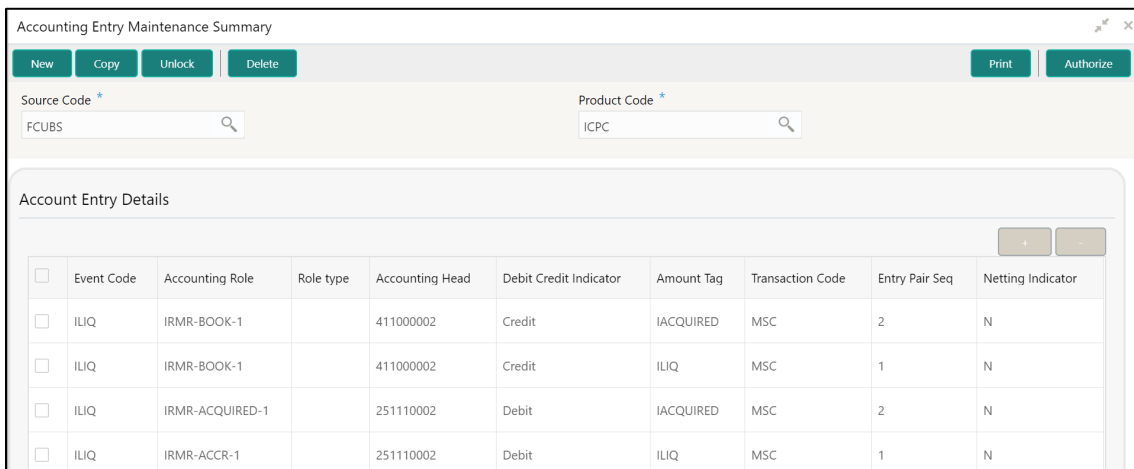 Accounting Entry Maintenance Summary
New Copy Unlock Delete Print Authorize
Source Code * Product Code *
FCUBS ICPC
Account Entry Details
+ -
Event Code Accounting Role Role type Accounting Head Debit Credit Indicator Amount Tag Transaction Code Entry Pair Seq Netting Indicator
ILIQ IRMR-BOOK-1 411000002 Credit IACQUIRED MSC 2 N
ILIQ IRMR-BOOK-1 411000002 Credit ILIQ MSC 1 N
ILIQ IRMR-ACQUIRED-1 251110002 Debit IACQUIRED MSC 2 N
ILIQ IRMR-ACCR-1 251110002 Debit ILIQ MSC 1 N